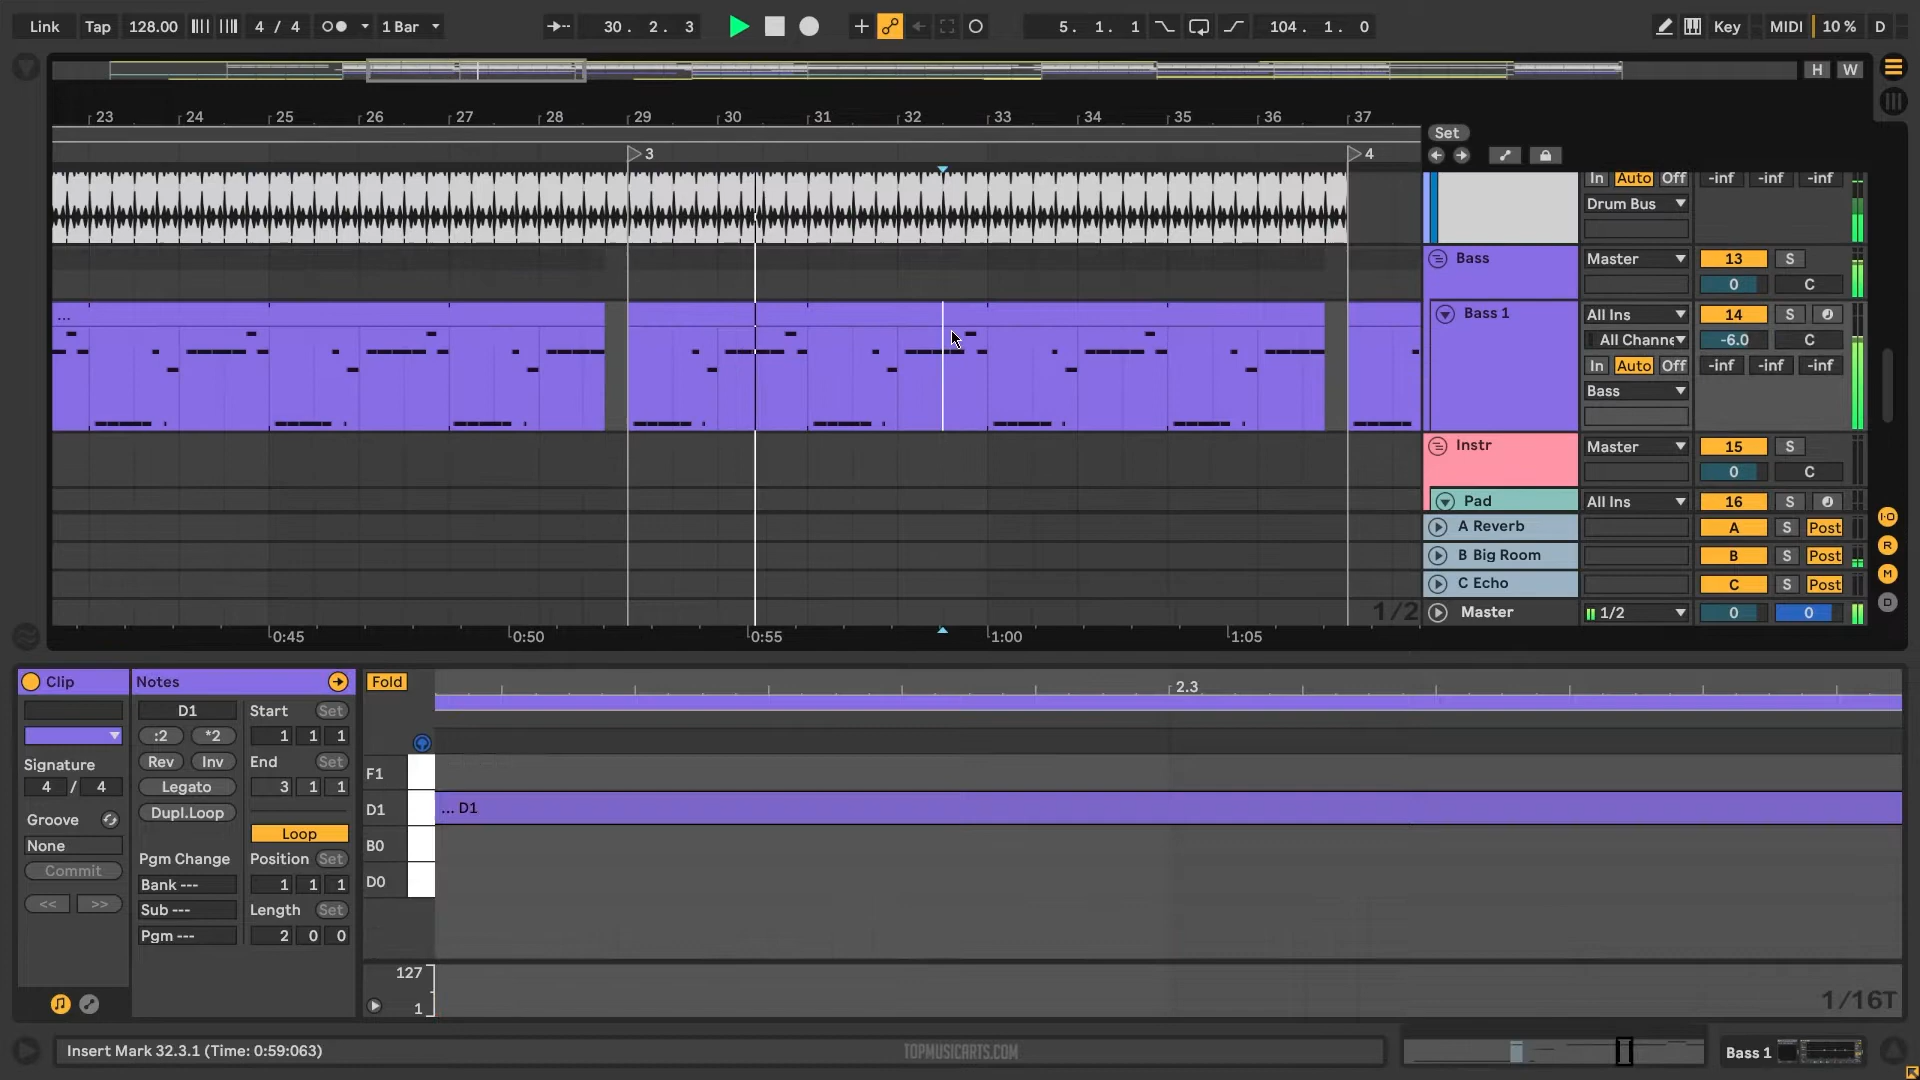 Link Tap 128.00 4 / 4 1 Bar 30. 2. 3 5. 1. 1 104. 1. 0 Key MIDI 10 % D
H W
23 24 25 26 27 28 29 30 31 32 33 34 35 36 37
Set
3 4
In Auto Off -inf -inf -inf
Drum Bus
Bass Master 13 S
0 C
...
Bass 1 All Ins 14 S
All Channe -6.0 C
In Auto Off -inf -inf -inf
Bass
Instr Master 15 S
0 C
Pad All Ins 16 S
A Reverb A S Post
B Big Room B S Post
C Echo C S Post
1/2 Master 1/2 0 0
0:45 0:50 0:55 1:00 1:05
I·O
R
M
D
Clip Notes Fold
D1 Start Set 2.3
:2 *2 1 1 1
Signature Rev Inv End Set
4 / 4 Legato 3 1 1
Groove Dupl.Loop
None Loop
Commit Pgm Change Position Set
Bank --- 1 1 1
<< >> Sub --- Length Set
Pgm --- 2 0 0
F1
D1 ... D1
B0
D0
127
1 1/16T
Insert Mark 32.3.1 (Time: 0:59:063) TOPMUSICARTS.COM Bass 1